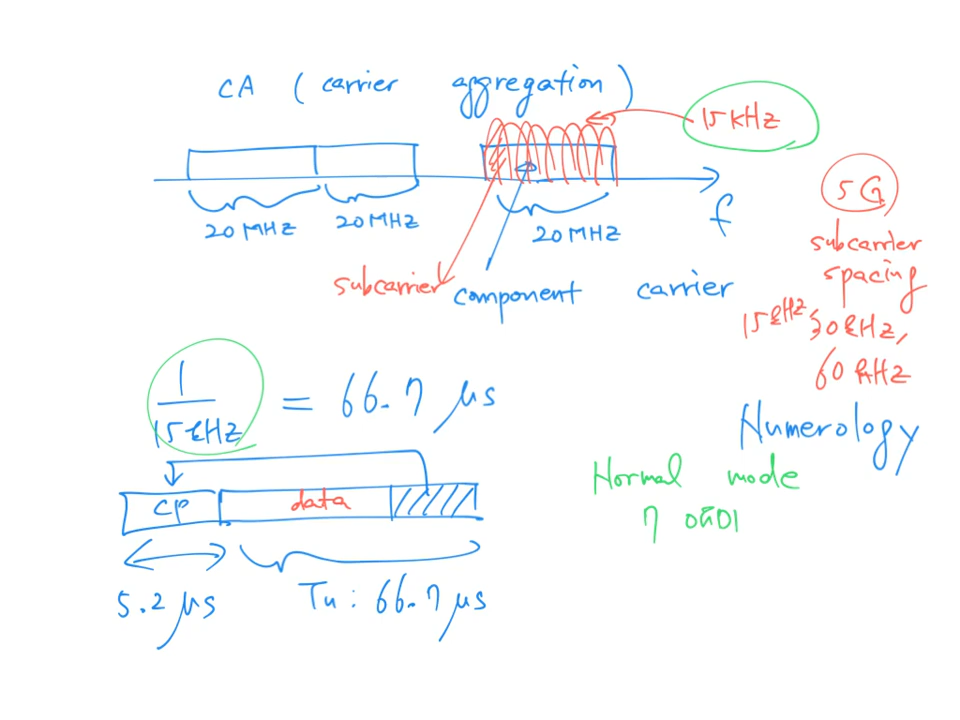 CA ( carrier aggregation )
15 kHz
20 MHz 20 MHz 20 MHz
f
subcarrier
component carrier
5G
subcarrier
spacing
15kHz 30kHz,
60 kHz
Numerology
1
15kHz
= 66.7 μs
CP data
5.2 μs Tu : 66.7 μs
Normal mode
7